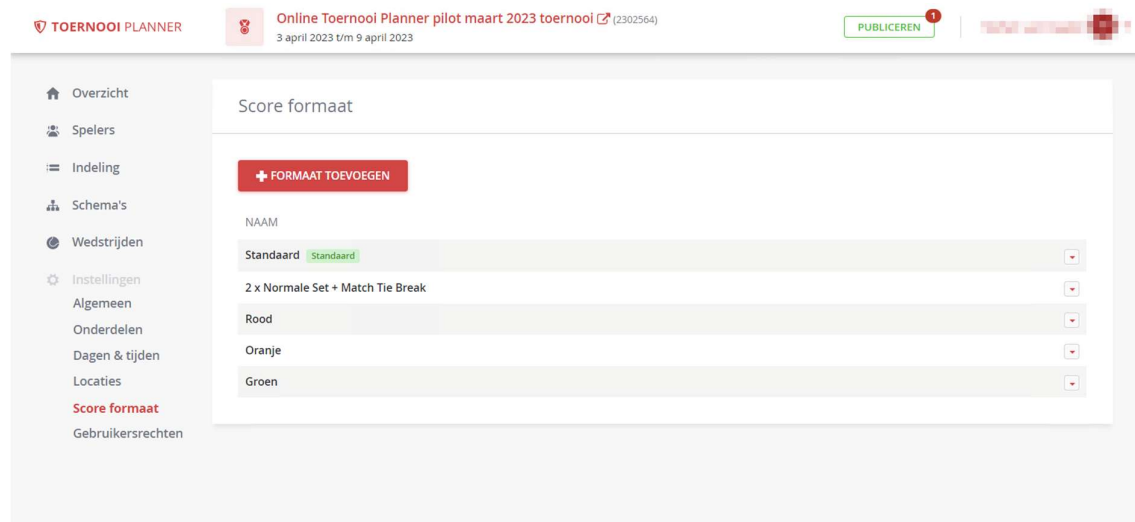 TOERNOOI PLANNER
Online Toernooi Planner pilot maart 2023 toernooi (2302564)
3 april 2023 t/m 9 april 2023
PUBLICEREN
1
Overzicht
Spelers
Indeling
Schema's
Wedstrijden
Instellingen
Algemeen
Onderdelen
Dagen & tijden
Locaties
Score formaat
Gebruikersrechten
Score formaat
FORMAAT TOEVOEGEN
NAAM
Standaard Standaard
2 x Normale Set + Match Tie Break
Rood
Oranje
Groen